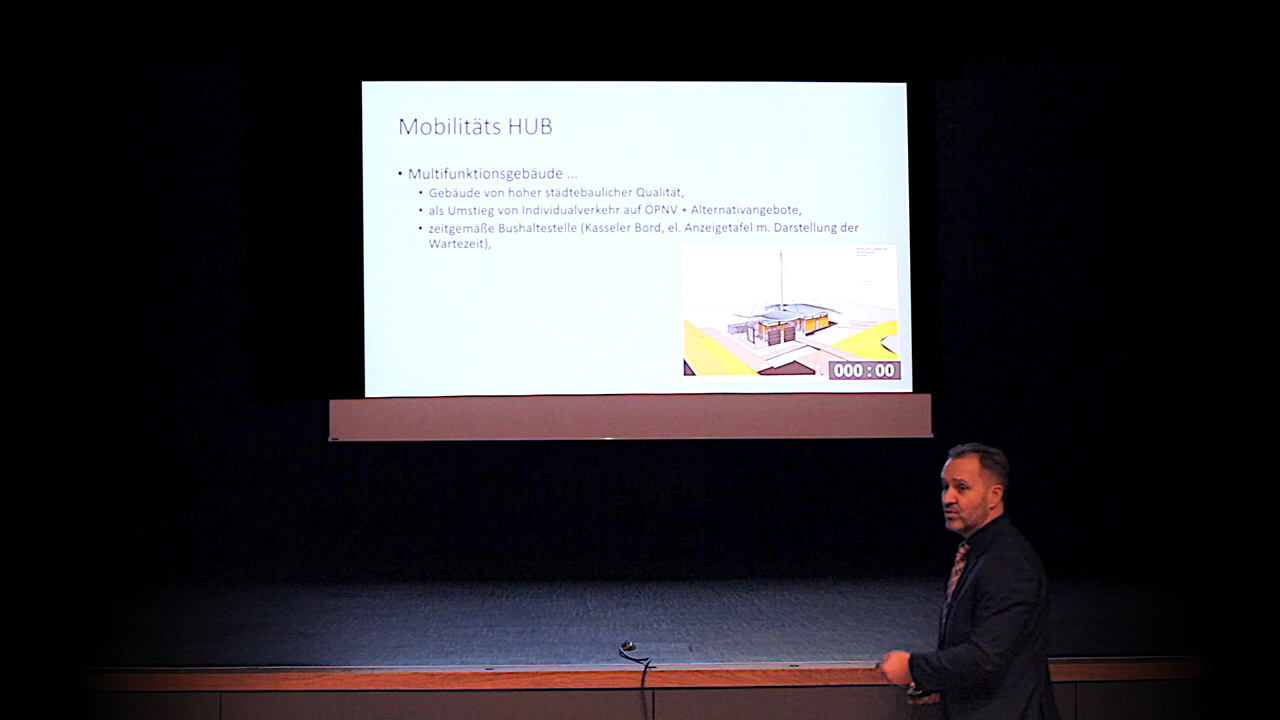 Mobilitäts HUB
• Multifunktionsgebäude ...
• Gebäude von hoher städtebaulicher Qualität,
• als Umstieg von Individualverkehr auf ÖPNV + Alternativangebote,
• zeitgemäße Bushaltestelle (Kasseler Bord, el. Anzeigetafel m. Darstellung der
Wartezeit),
000 : 00